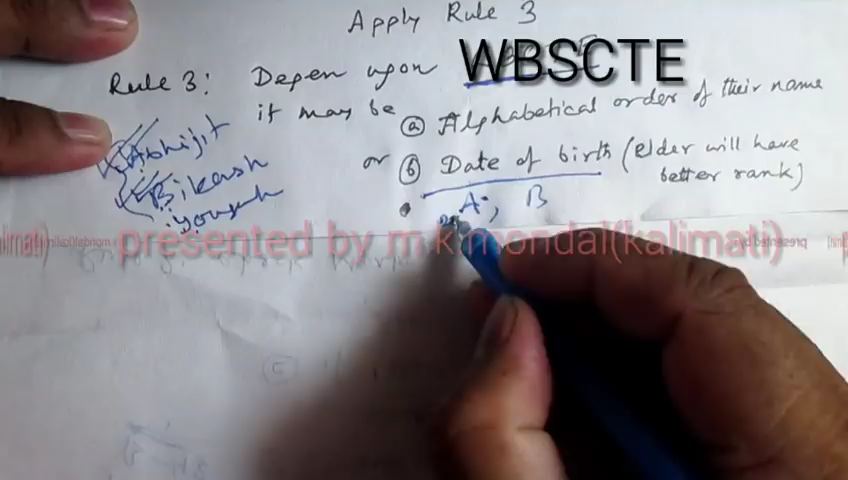 Apply Rule 3
WBSCTE
Rule 3: Depen upon
it may be @ Alphabetical order of their name
or ⓑ Date of birth (elder will have
better rank)
Abhijit
Bikash
A, B
presented by m.k.mondal(kalimati)